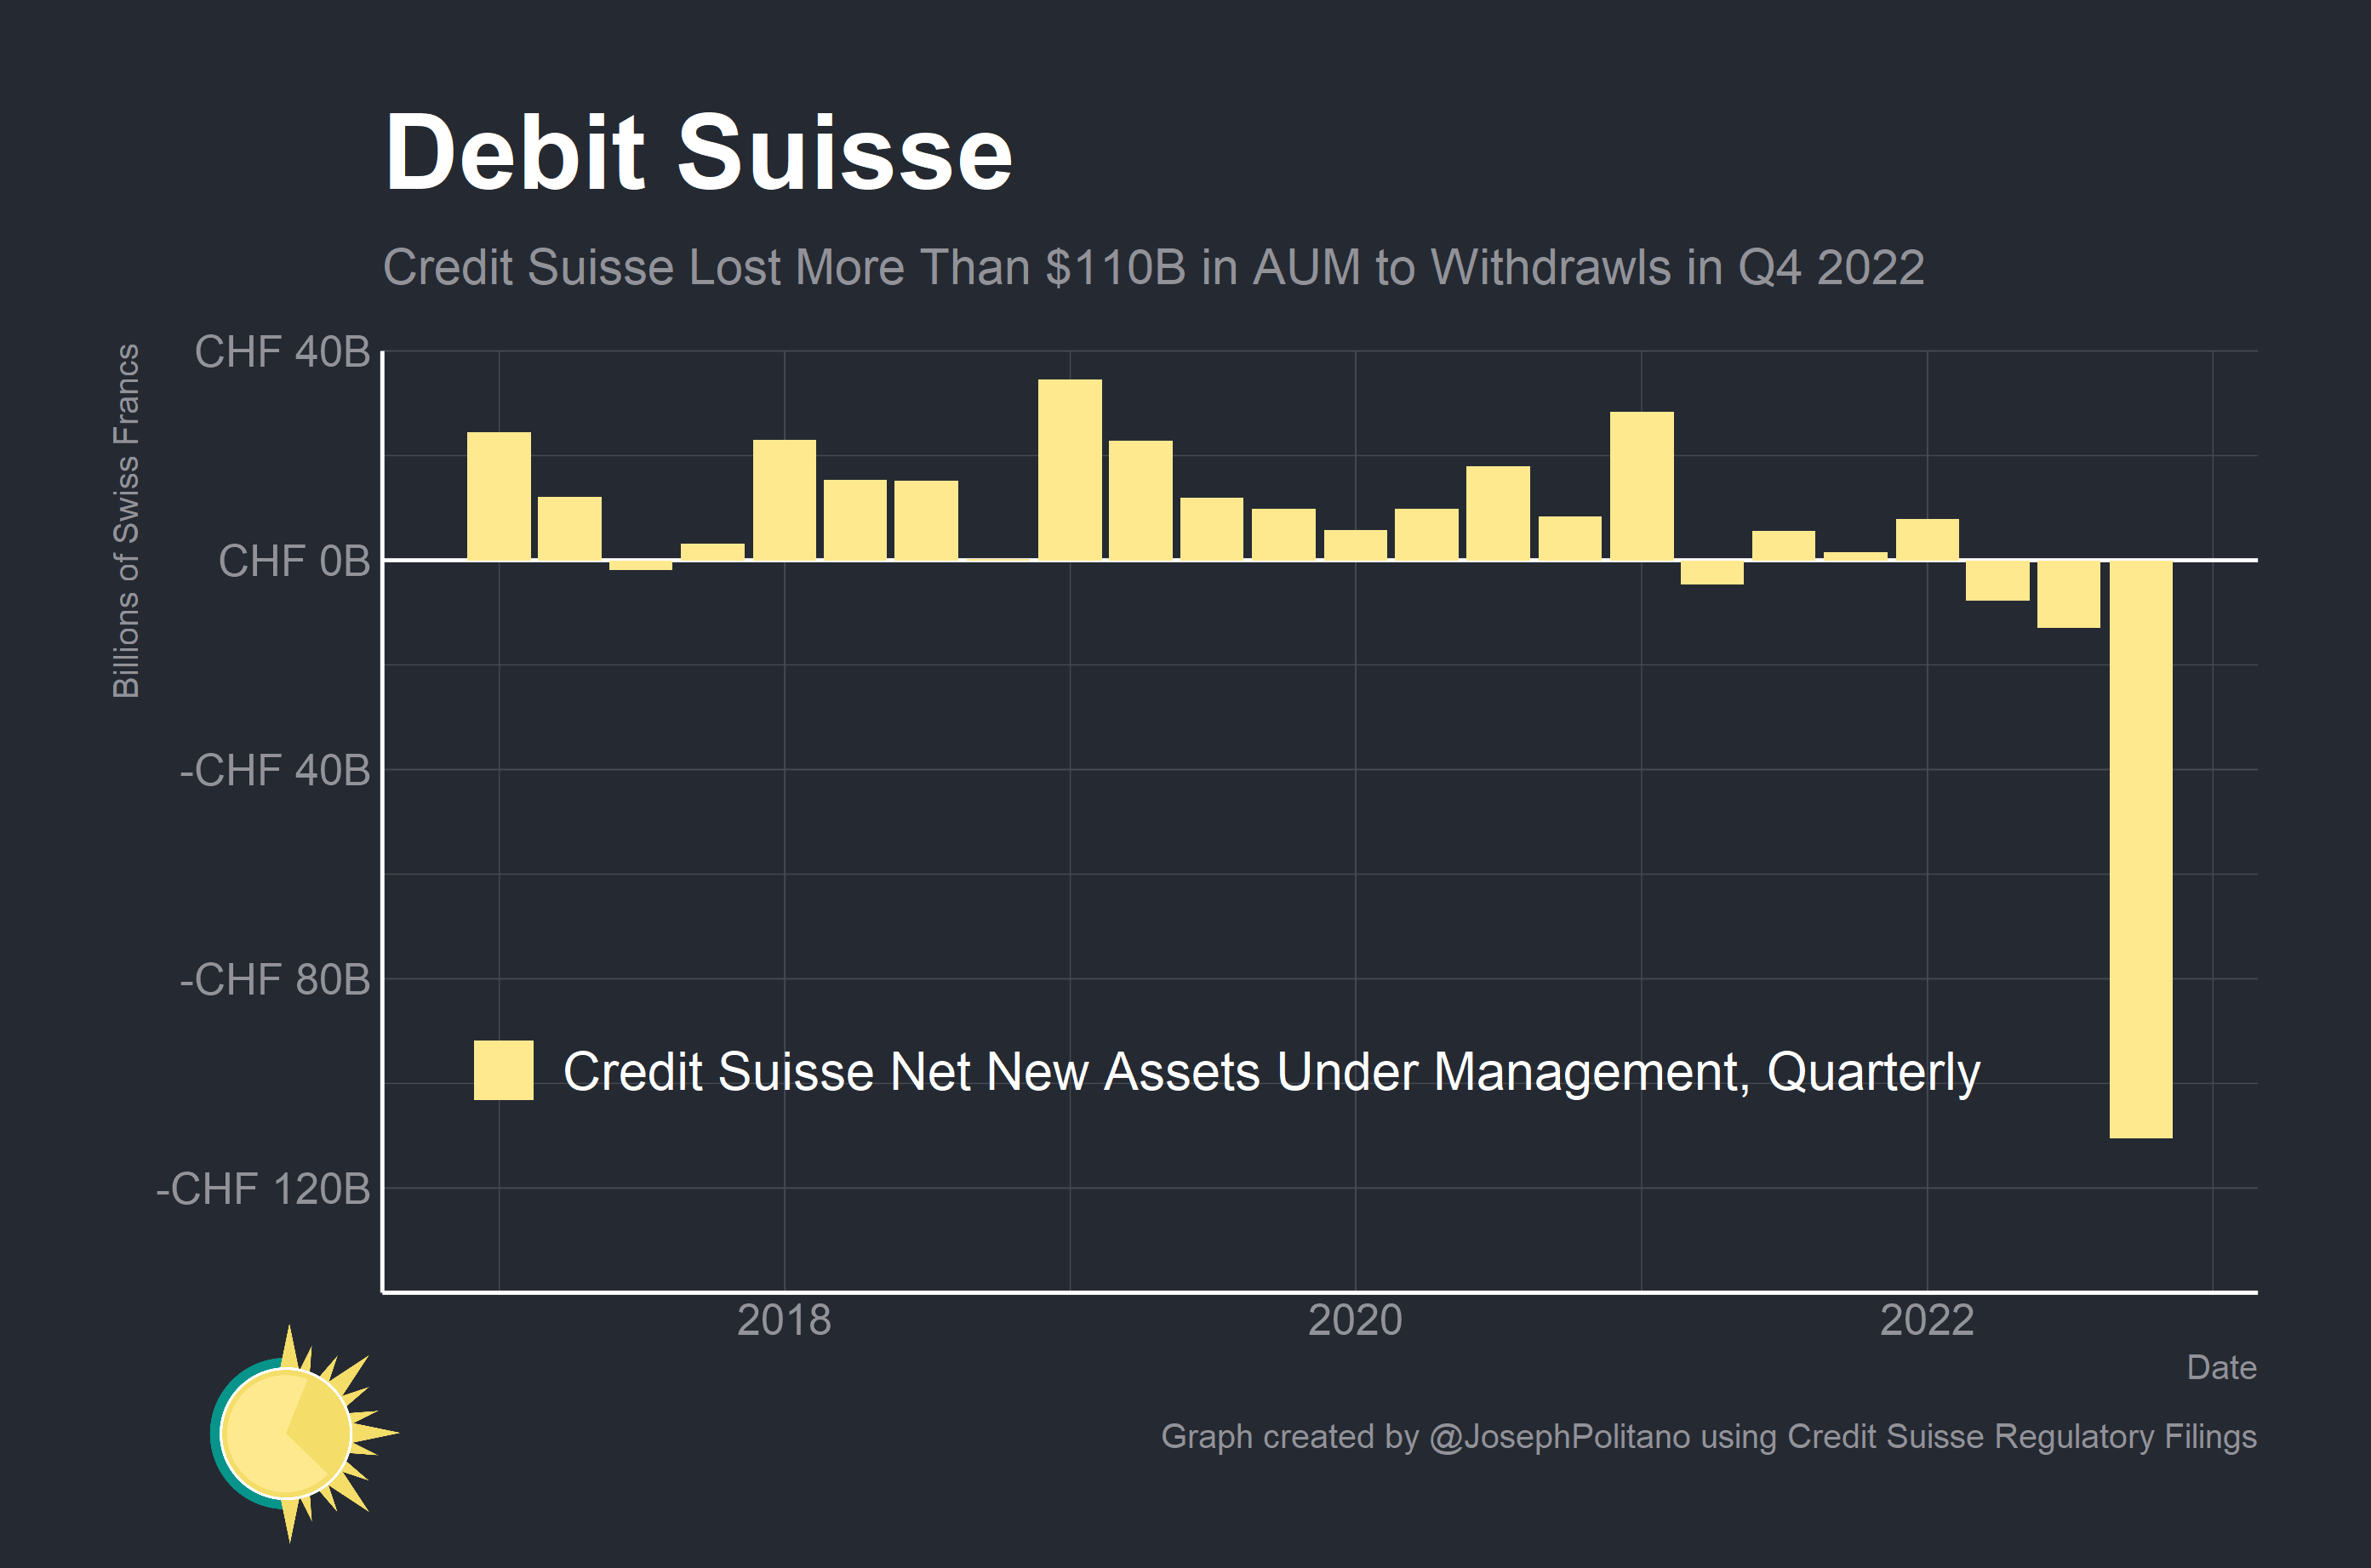 Debit Suisse
Credit Suisse Lost More Than $110B in AUM to Withdrawls in Q4 2022
Billions of Swiss Francs
CHF 40B
CHF 0B
-CHF 40B
-CHF 80B
-CHF 120B
Credit Suisse Net New Assets Under Management, Quarterly
2018
2020
2022
Date
Graph created by @JosephPolitano using Credit Suisse Regulatory Filings